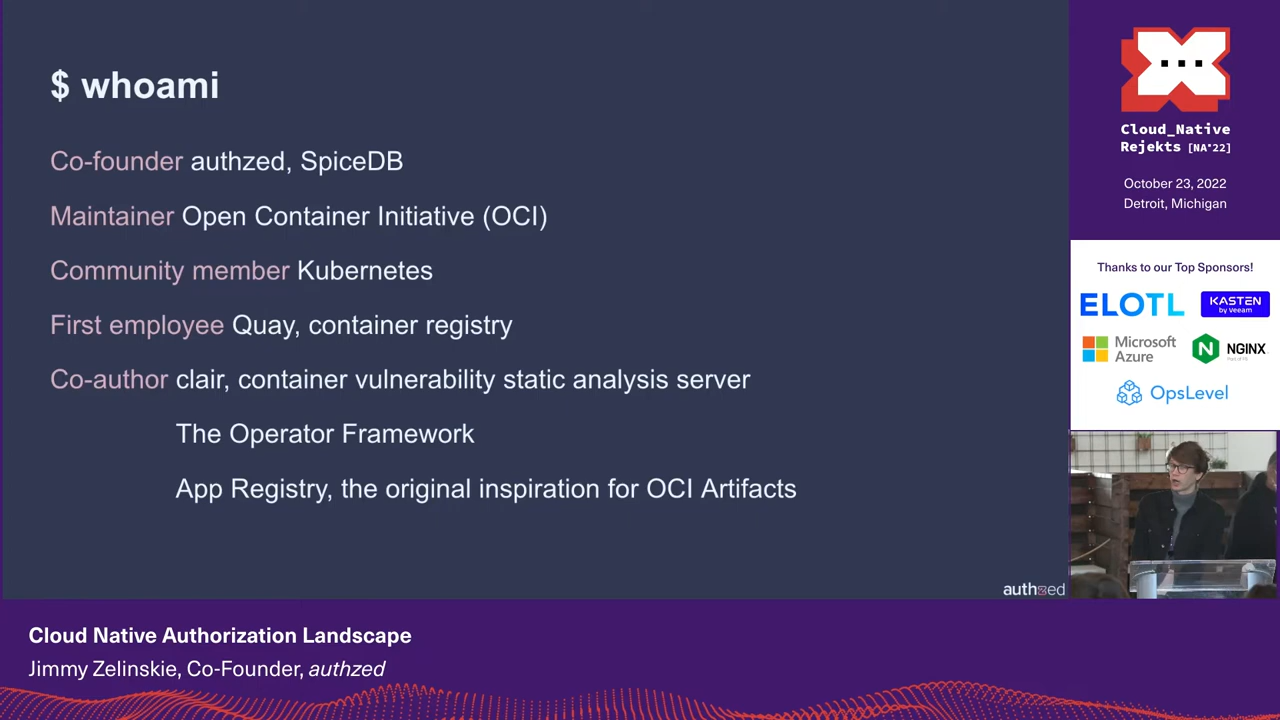 $ whoami
Co-founder authzed, SpiceDB
Maintainer Open Container Initiative (OCI)
Community member Kubernetes
First employee Quay, container registry
Co-author clair, container vulnerability static analysis server
The Operator Framework
App Registry, the original inspiration for OCI Artifacts
authzed
Cloud_Native
Rejekts [NA'22]
October 23, 2022
Detroit, Michigan
Thanks to our Top Sponsors!
ELOTL
KASTEN
by Veeam
Microsoft
Azure
NGINX
Part of F5
OpsLevel
Cloud Native Authorization Landscape
Jimmy Zelinskie, Co-Founder, authzed